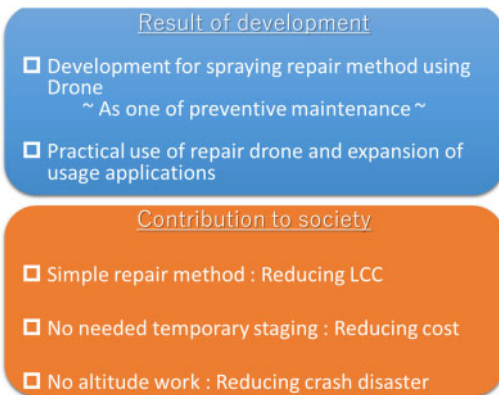 Result of development
❑ Development for spraying repair method using
Drone
~ As one of preventive maintenance ~
❑ Practical use of repair drone and expansion of
usage applications
Contribution to society
❑ Simple repair method : Reducing LCC
❑ No needed temporary staging : Reducing cost
❑ No altitude work : Reducing crash disaster